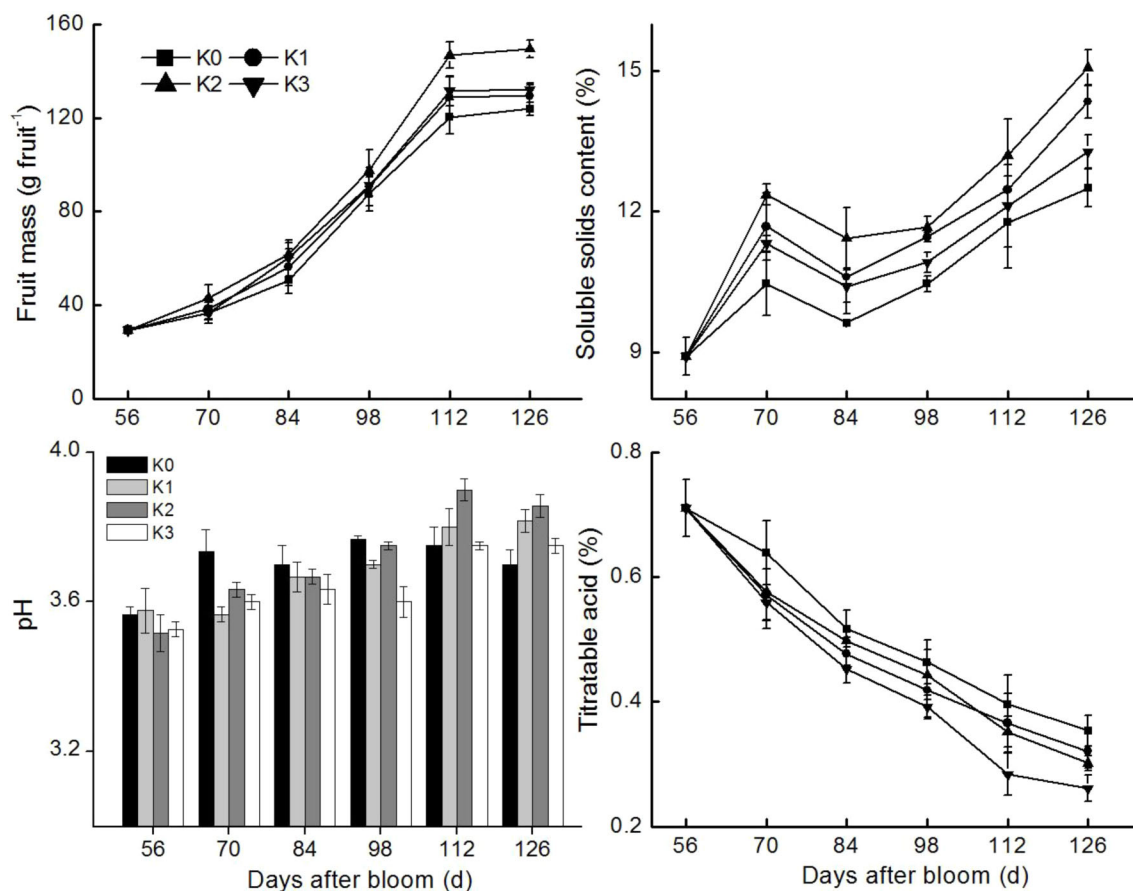 Fruit mass (g fruit⁻¹)
160
120
80
40
0
K0 K1
K2 K3
56 70 84 98 112 126
Soluble solids content (%)
15
12
9
56 70 84 98 112 126
pH
4.0
3.6
3.2
K0
K1
K2
K3
56 70 84 98 112 126
Days after bloom (d)
Titratable acid (%)
0.8
0.6
0.4
0.2
56 70 84 98 112 126
Days after bloom (d)